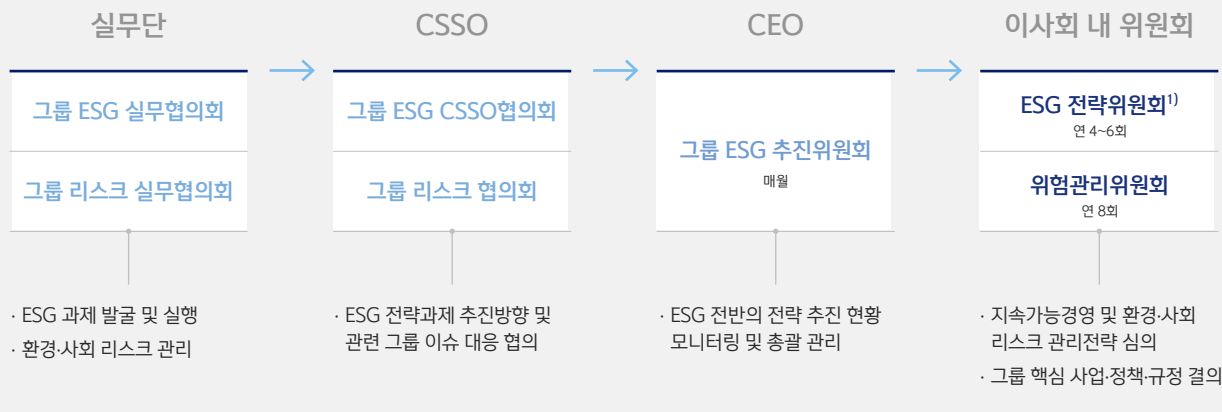 실무단
그룹 ESG 실무협의회
그룹 리스크 실무협의회
· ESG 과제 발굴 및 실행
· 환경·사회 리스크 관리
CSSO
그룹 ESG CSSO협의회
그룹 리스크 협의회
· ESG 전략과제 추진방향 및
관련 그룹 이슈 대응 협의
CEO
그룹 ESG 추진위원회
매월
· ESG 전반의 전략 추진 현황
모니터링 및 총괄 관리
이사회 내 위원회
ESG 전략위원회1)
연 4~6회
위험관리위원회
연 8회
· 지속가능경영 및 환경·사회
리스크 관리전략 심의
· 그룹 핵심 사업·정책·규정 결의